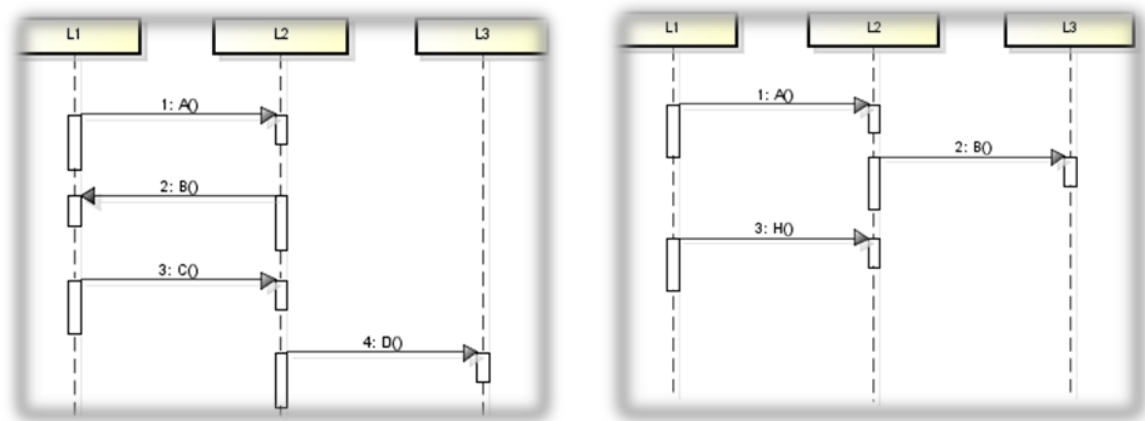 L1 L2 L3
1: A()
2: B()
3: C()
4: D()
L1 L2 L3
1: A()
2: B()
3: H()